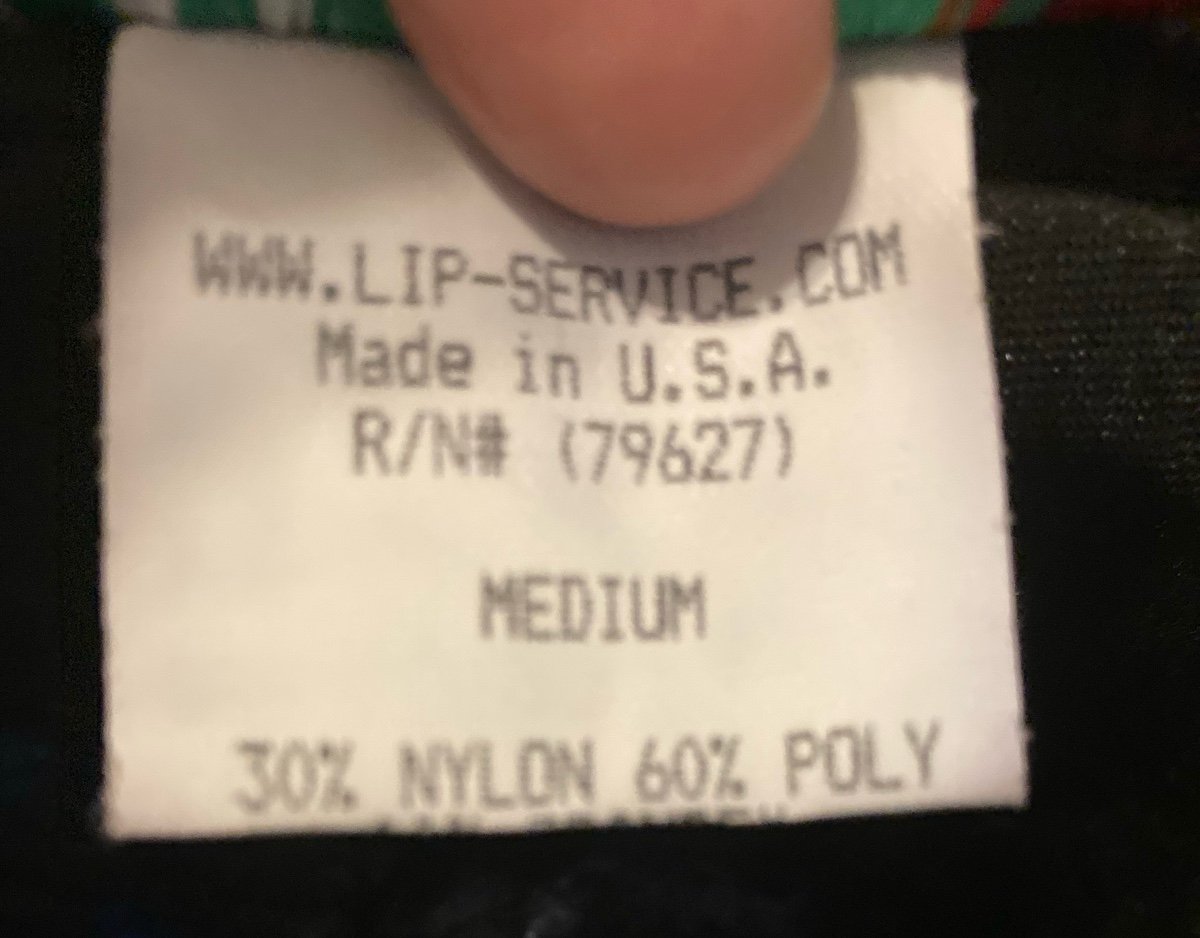 WWW.LIP-SERVICE.COM
Made in U.S.A.
R/N# (79627)
MEDIUM
30% NYLON 60% POLY